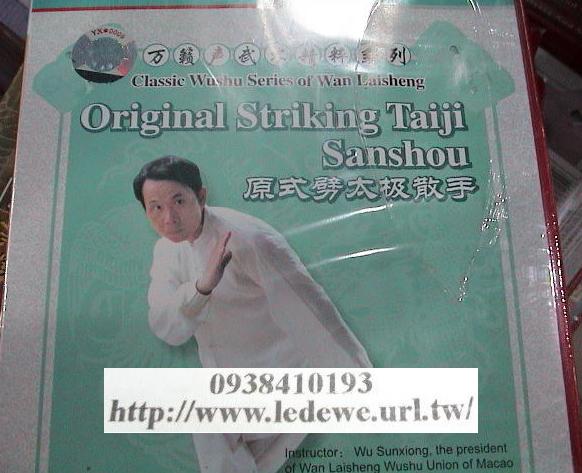 YX●0009
万籁声武术精粹系列
Classic Wushu Series of Wan Laisheng
Original Striking Taiji
Sanshou
原式劈太极散手
0938410193
http://www.ledewe.url.tw/
Instructor: Wu Sunxiong, the president
of Wan Laisheng Wushu Union of Macao